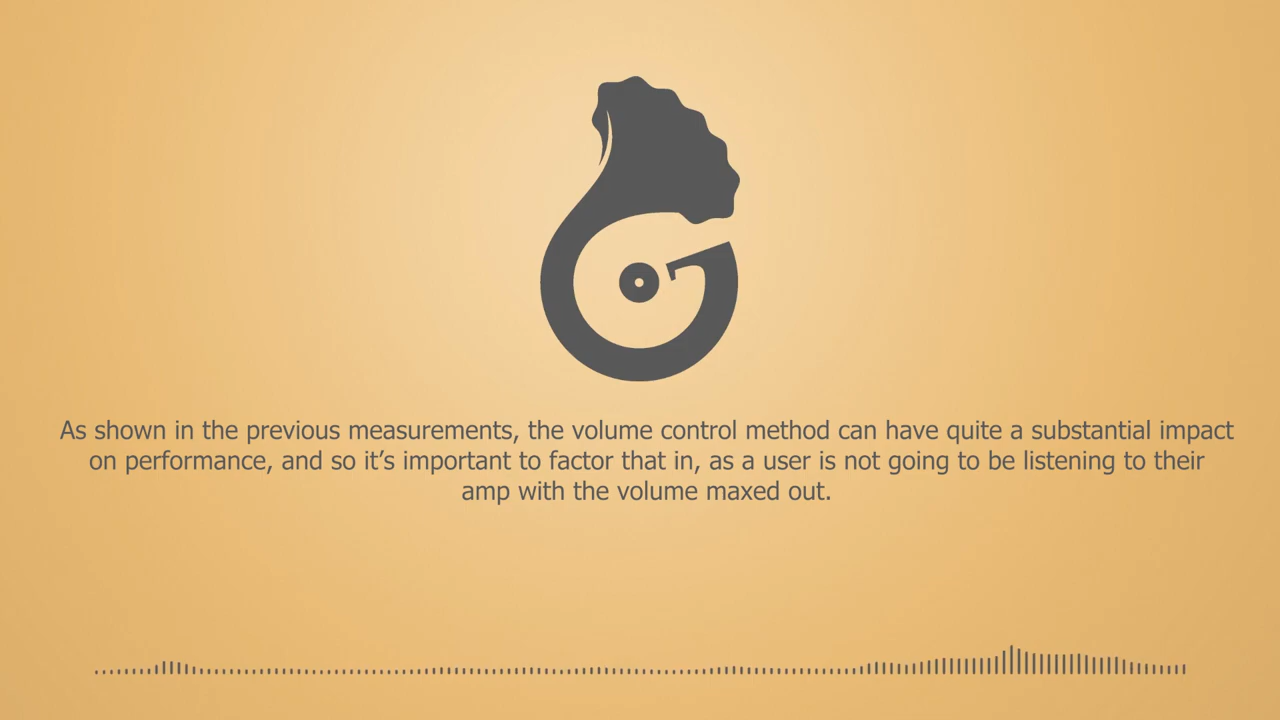 As shown in the previous measurements, the volume control method can have quite a substantial impact
on performance, and so it’s important to factor that in, as a user is not going to be listening to their
amp with the volume maxed out.